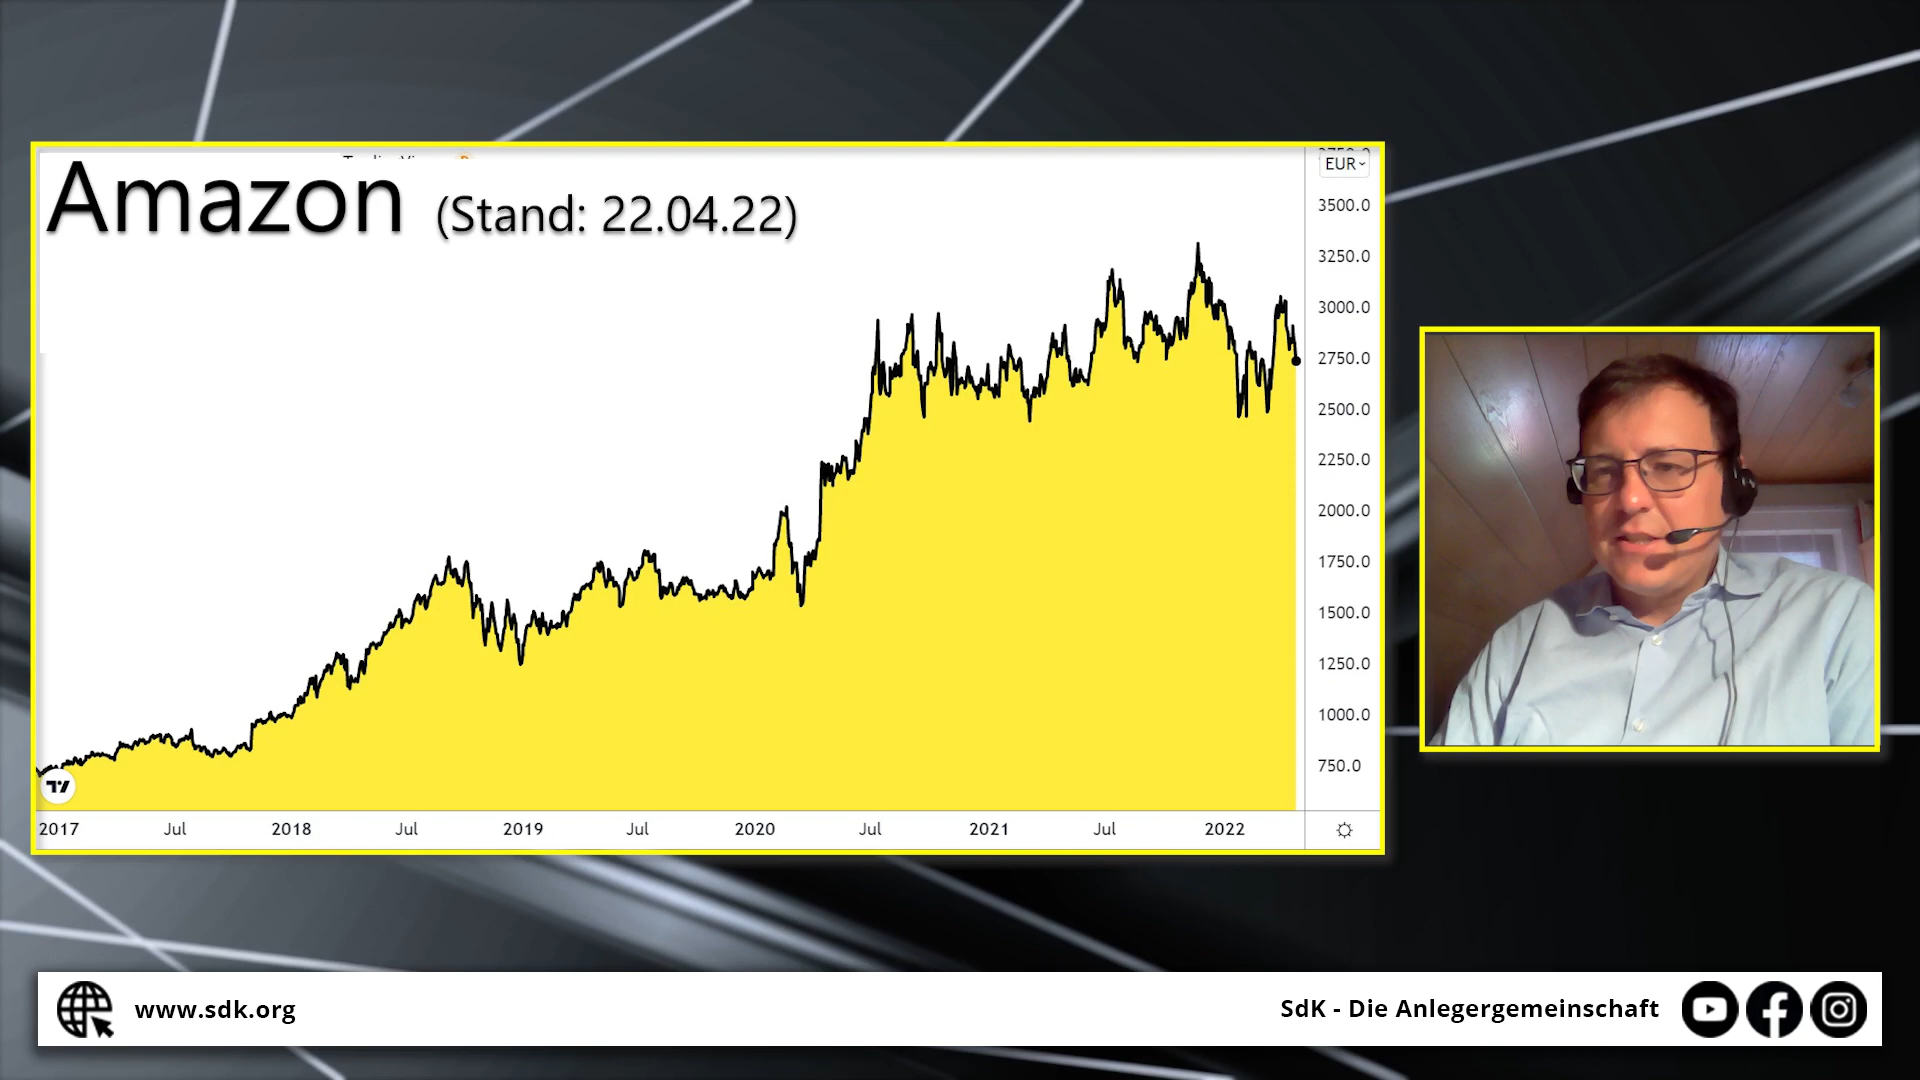 Amazon (Stand: 22.04.22)
EUR
3500.0
3250.0
3000.0
2750.0
2500.0
2250.0
2000.0
1750.0
1500.0
1250.0
1000.0
750.0
2017 Jul 2018 Jul 2019 Jul 2020 Jul 2021 Jul 2022
www.sdk.org
SdK - Die Anlegergemeinschaft